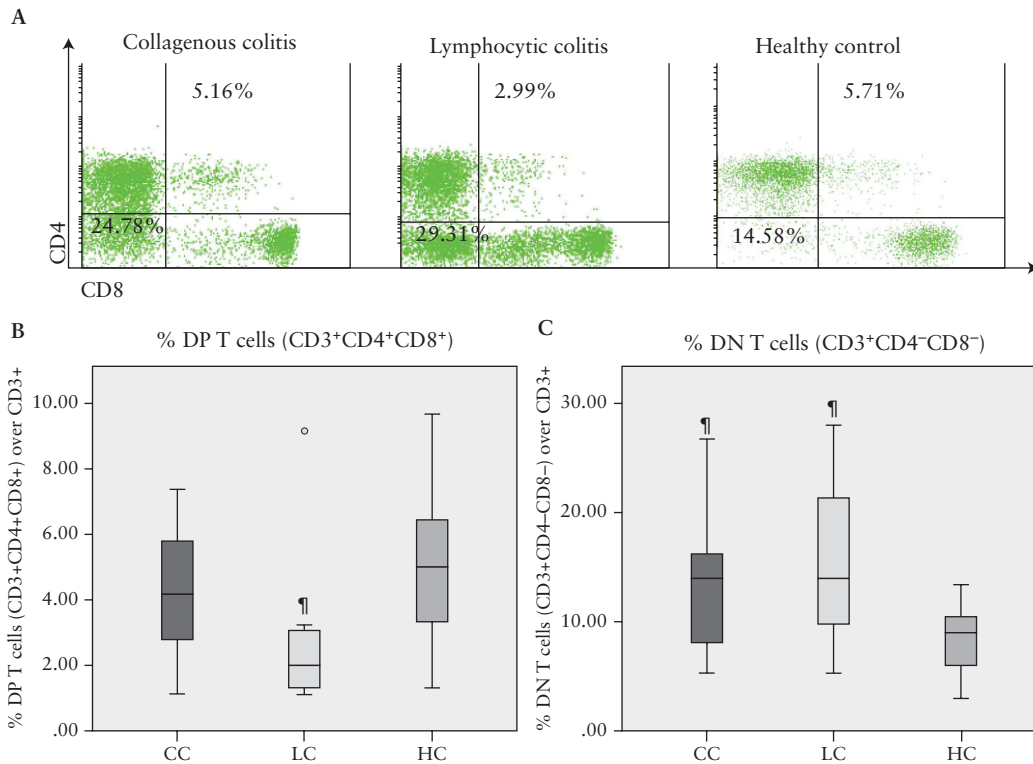 A
Collagenous colitis
Lymphocytic colitis
Healthy control
5.16%
2.99%
5.71%
24.78%
29.31%
14.58%
CD4
CD8
B
% DP T cells (CD3⁺CD4⁺CD8⁺)
% DP T cells (CD3+CD4+CD8+) over CD3+
10.00
8.00
6.00
4.00
2.00
.00
¶
CC
LC
HC
C
% DN T cells (CD3⁺CD4⁻CD8⁻)
% DN T cells (CD3+CD4–CD8–) over CD3+
30.00
20.00
10.00
.00
¶
¶
CC
LC
HC